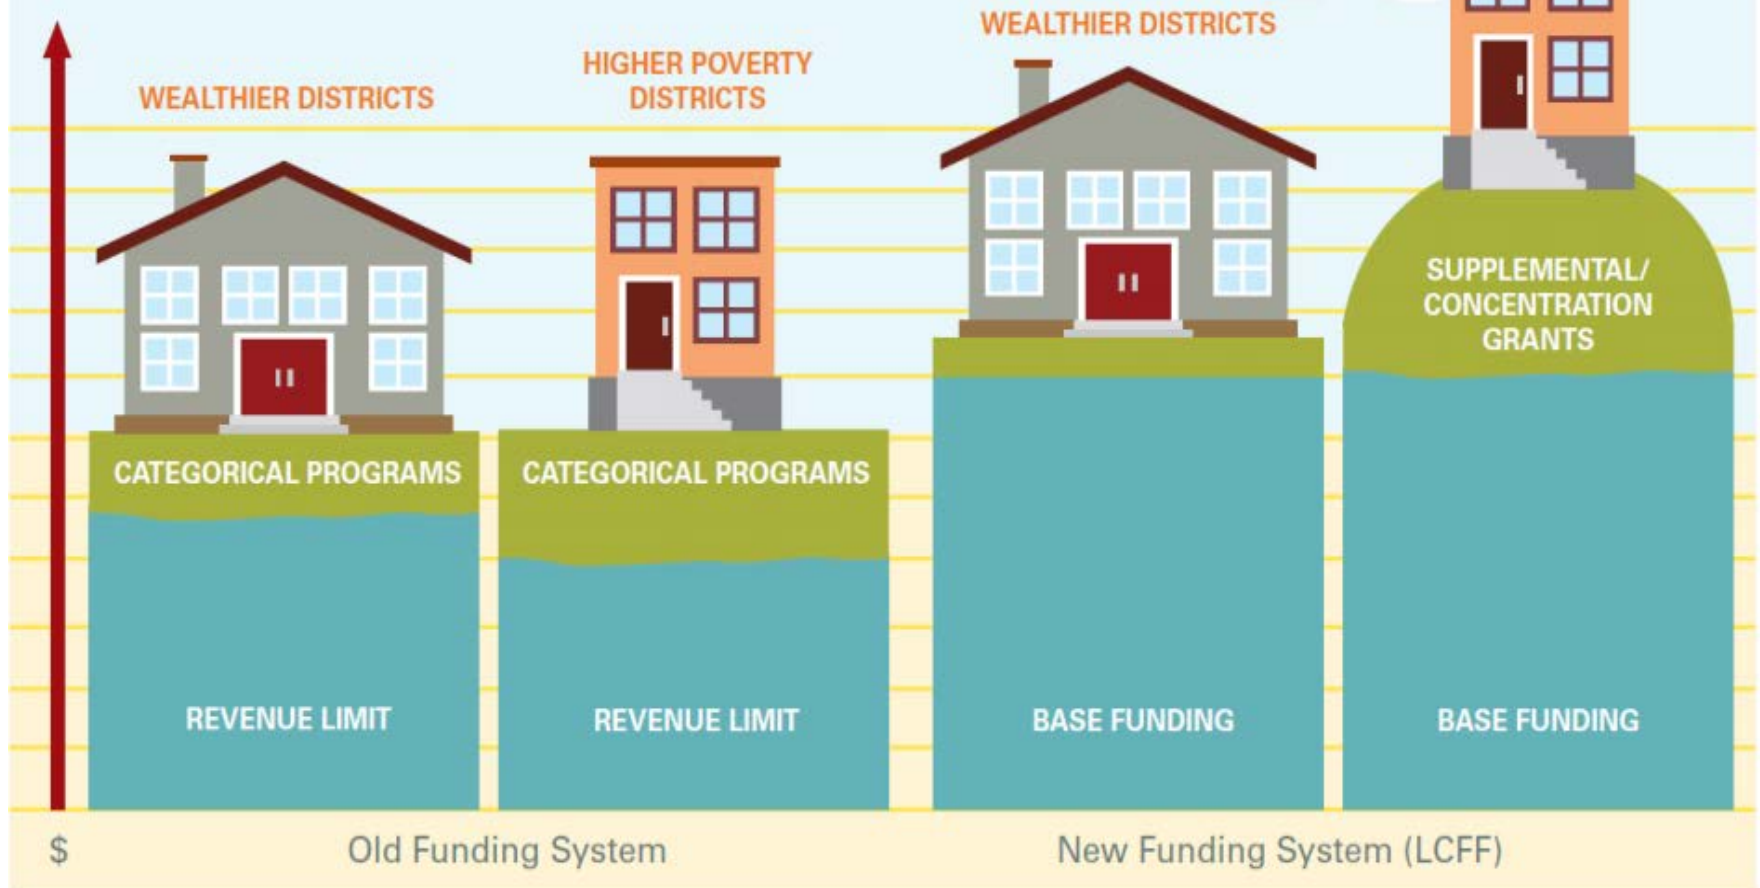 WEALTHIER DISTRICTS
HIGHER POVERTY
DISTRICTS
WEALTHIER DISTRICTS
CATEGORICAL PROGRAMS
CATEGORICAL PROGRAMS
SUPPLEMENTAL/
CONCENTRATION
GRANTS
REVENUE LIMIT
REVENUE LIMIT
BASE FUNDING
BASE FUNDING
$
Old Funding System
New Funding System (LCFF)